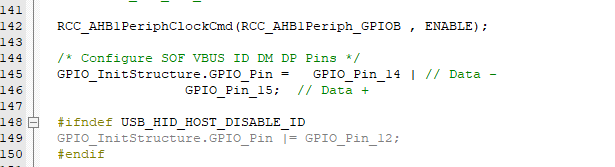 141
142 RCC_AHB1PeriphClockCmd(RCC_AHB1Periph_GPIOB , ENABLE);
143
144 /* Configure SOF VBUS ID DM DP Pins */
145 GPIO_InitStructure.GPIO_Pin =   GPIO_Pin_14 | // Data -
146                 GPIO_Pin_15;  // Data +
147
148 #ifndef USB_HID_HOST_DISABLE_ID
149 GPIO_InitStructure.GPIO_Pin |= GPIO_Pin_12;
150 #endif